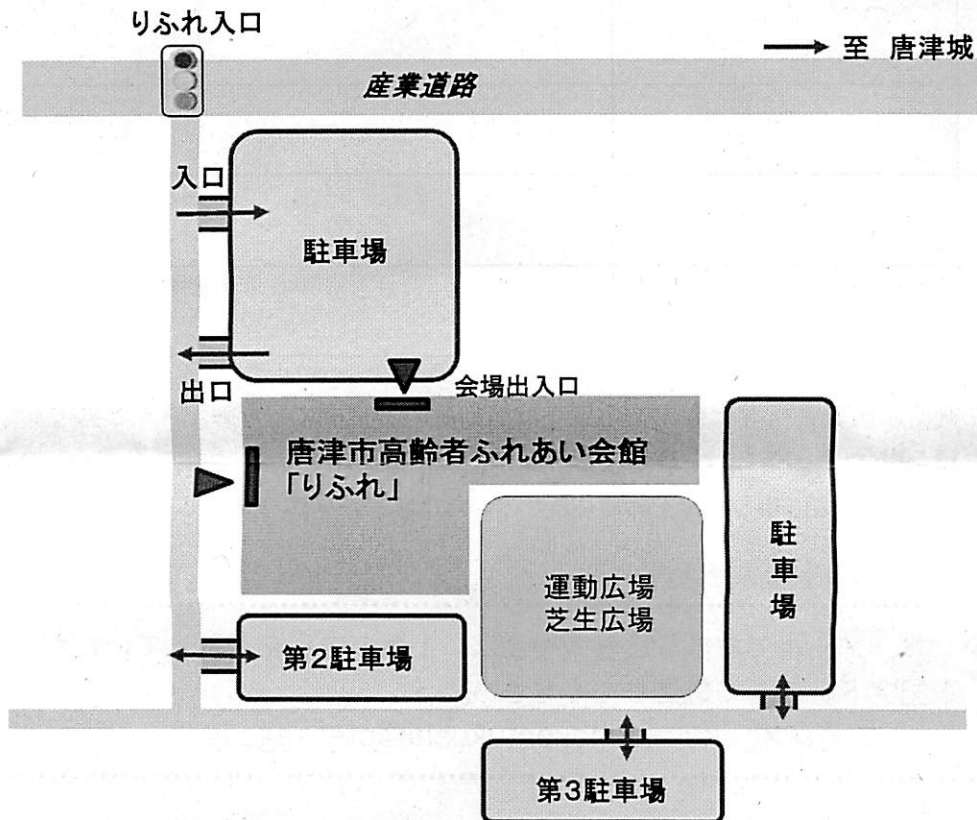 りふれ入口
至 唐津城
産業道路
入口
駐車場
出口
会場出入口
唐津市高齢者ふれあい会館
「りふれ」
運動広場
芝生広場
駐車場
第2駐車場
第3駐車場